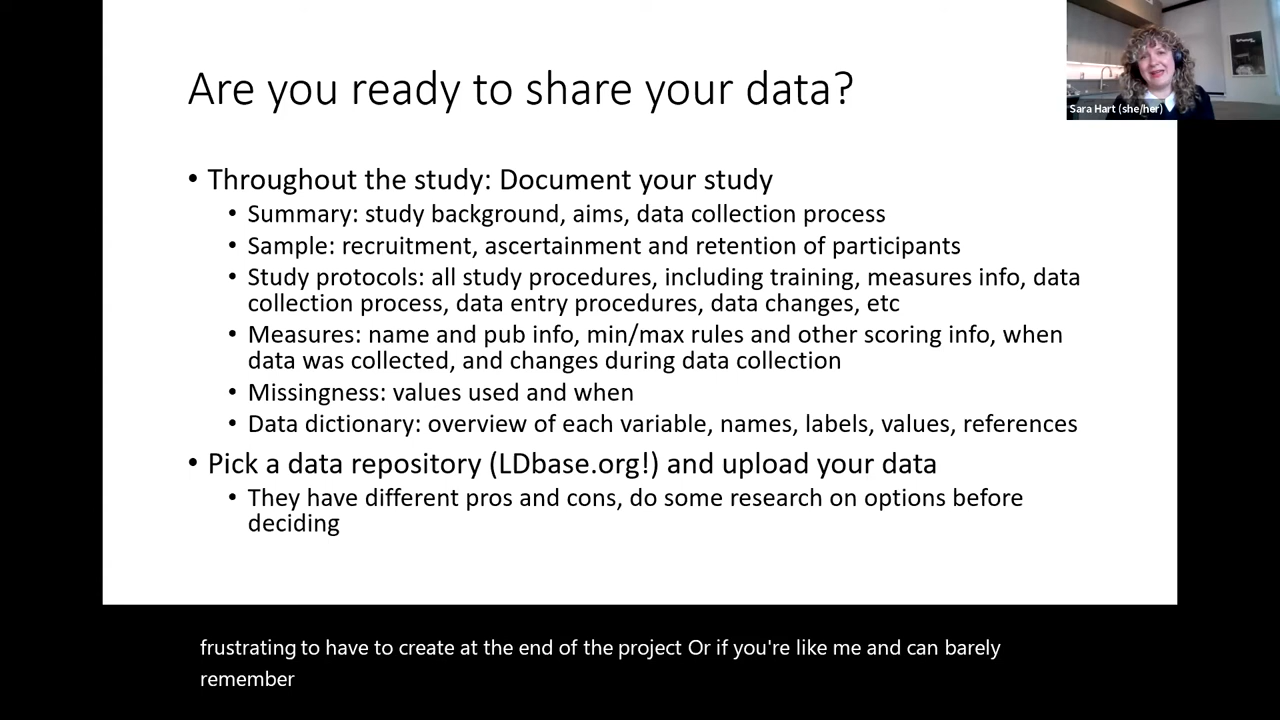 Are you ready to share your data?
Sara Hart (she/her)
• Throughout the study: Document your study
• Summary: study background, aims, data collection process
• Sample: recruitment, ascertainment and retention of participants
• Study protocols: all study procedures, including training, measures info, data
collection process, data entry procedures, data changes, etc
• Measures: name and pub info, min/max rules and other scoring info, when
data was collected, and changes during data collection
• Missingness: values used and when
• Data dictionary: overview of each variable, names, labels, values, references
• Pick a data repository (LDbase.org!) and upload your data
• They have different pros and cons, do some research on options before
deciding
frustrating to have to create at the end of the project Or if you're like me and can barely
remember